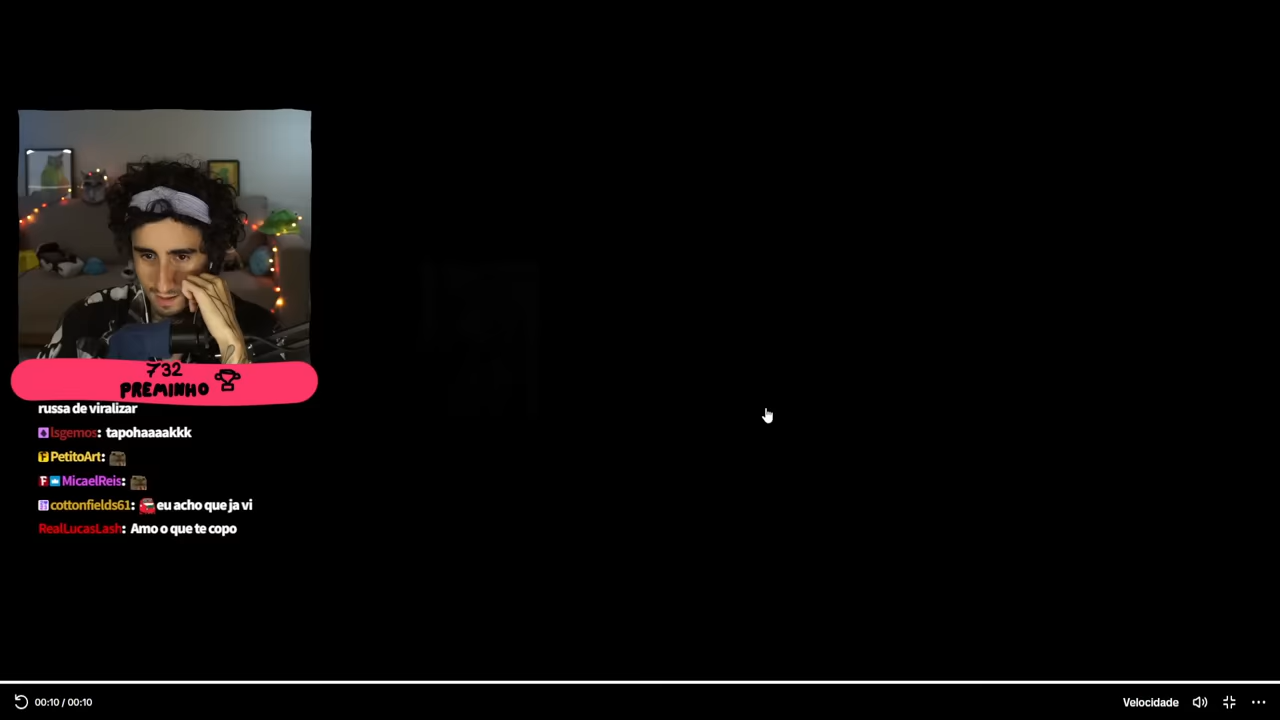 732
PREMINHO
russa de viralizar
lsgemos: tapohaaaakkk
PetitoArt:
MicaelReis:
cottonfields61: eu acho que ja vi
RealLucasLash: Amo o que te copo
00:10 / 00:10
Velocidade